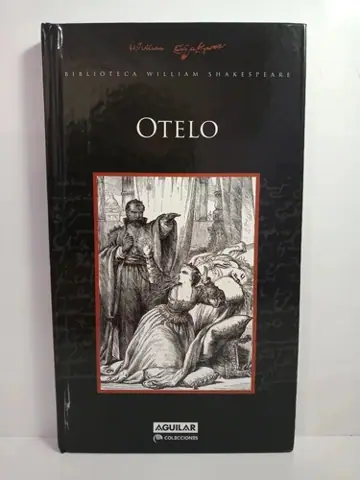 BIBLIOTECA WILLIAM SHAKESPEARE
OTELO
AGUILAR
COLECCIONES